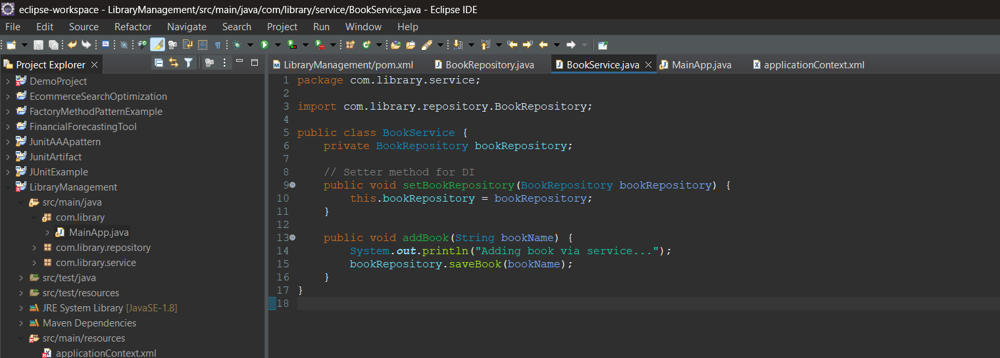 eclipse-workspace - LibraryManagement/src/main/java/com/library/service/BookService.java - Eclipse IDE
File Edit Source Refactor Navigate Search Project Run Window Help
Project Explorer
DemoProject
EcommerceSearchOptimization
FactoryMethodPatternExample
FinancialForecastingTool
JunitAAApattern
JunitArtifact
JUnitExample
LibraryManagement
src/main/java
com.library
MainApp.java
com.library.repository
com.library.service
src/test/java
src/test/resources
JRE System Library [JavaSE-1.8]
Maven Dependencies
src/main/resources
applicationContext.xml
LibraryManagement/pom.xml BookRepository.java BookService.java MainApp.java applicationContext.xml
1 package com.library.service;
2
3 import com.library.repository.BookRepository;
4
5 public class BookService {
6     private BookRepository bookRepository;
7
8     // Setter method for DI
9     public void setBookRepository(BookRepository bookRepository) {
10         this.bookRepository = bookRepository;
11     }
12
13     public void addBook(String bookName) {
14         System.out.println("Adding book via service...");
15         bookRepository.saveBook(bookName);
16     }
17 }
18